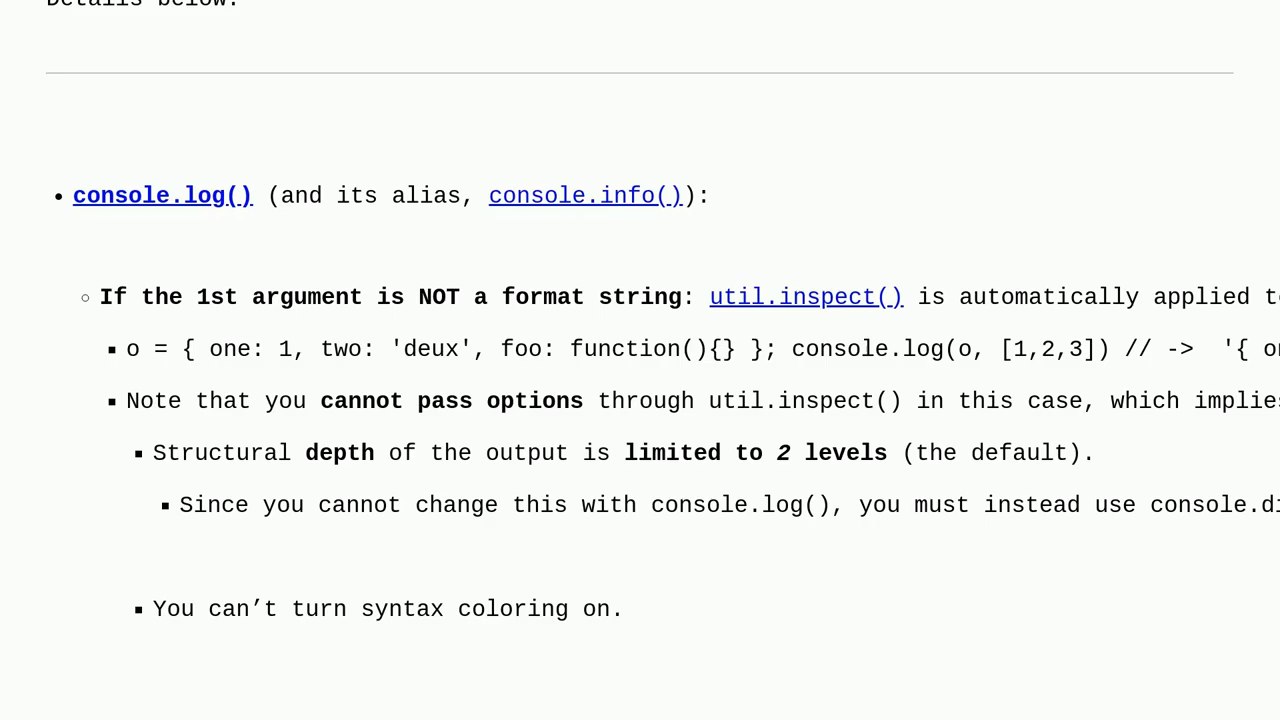 Details below.
console.log() (and its alias, console.info()):
If the 1st argument is NOT a format string: util.inspect() is automatically applied
o = { one: 1, two: 'deux', foo: function(){} }; console.log(o, [1,2,3]) // -> '{
Note that you cannot pass options through util.inspect() in this case, which implies
Structural depth of the output is limited to 2 levels (the default).
Since you cannot change this with console.log(), you must instead use
You can’t turn syntax coloring on.